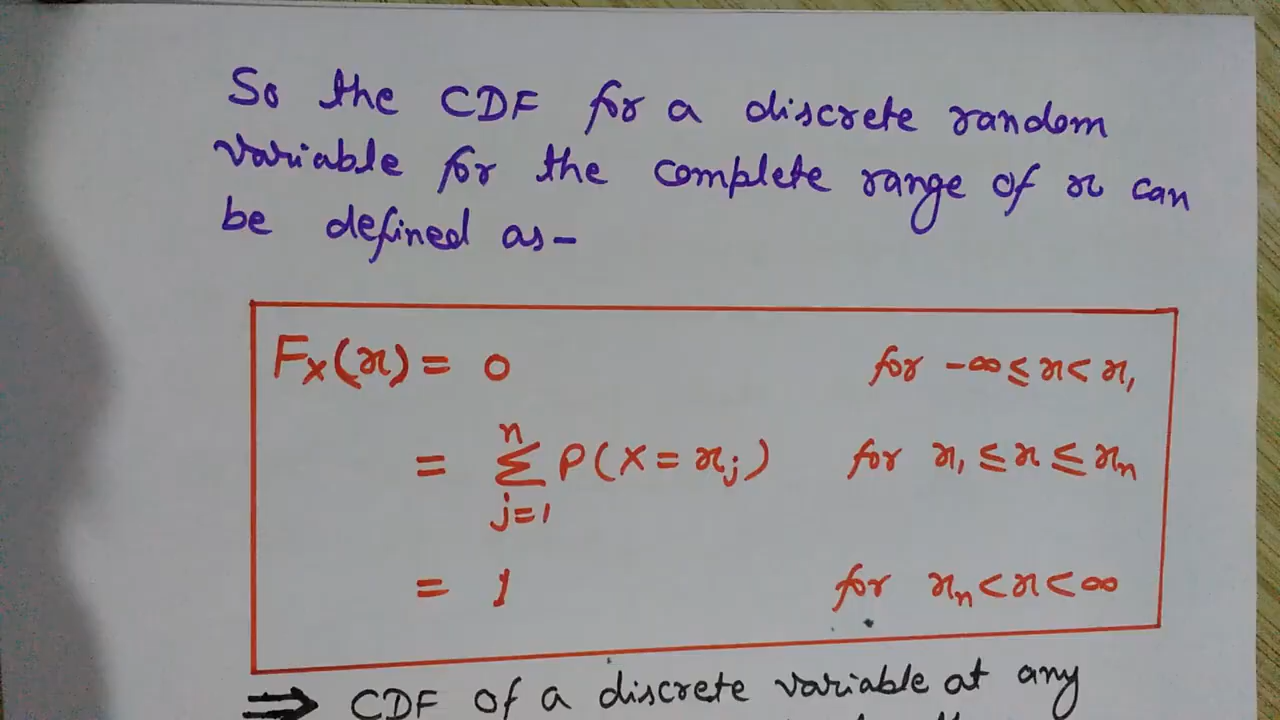 So the CDF for a discrete random
variable for the complete range of x can
be defined as-
Fx(x) = 0 for -∞ ≤ x < x₁
= n∑j=1 P(X = xⱼ) for x₁ ≤ x ≤ xₙ
= 1 for xₙ < x < ∞
⇒ CDF of a discrete variable at any